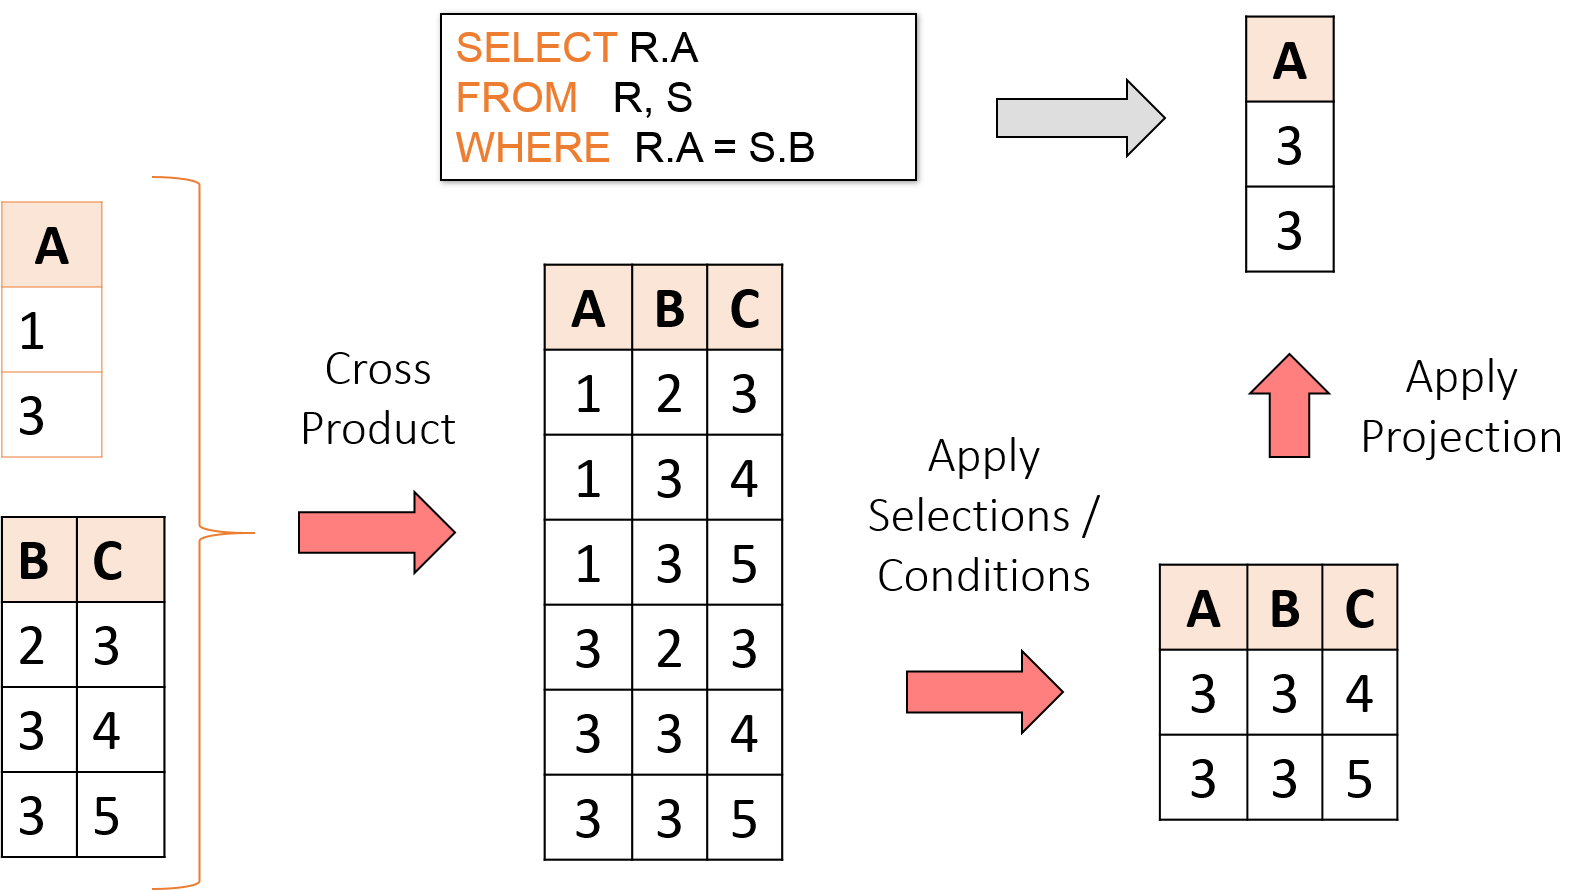 SELECT R.A
FROM R, S
WHERE R.A = S.B
A
3
3
A
1
3
B C
2 3
3 4
3 5
Cross
Product
A B C
1 2 3
1 3 4
1 3 5
3 2 3
3 3 4
3 3 5
Apply
Selections /
Conditions
A B C
3 3 4
3 3 5
Apply
Projection